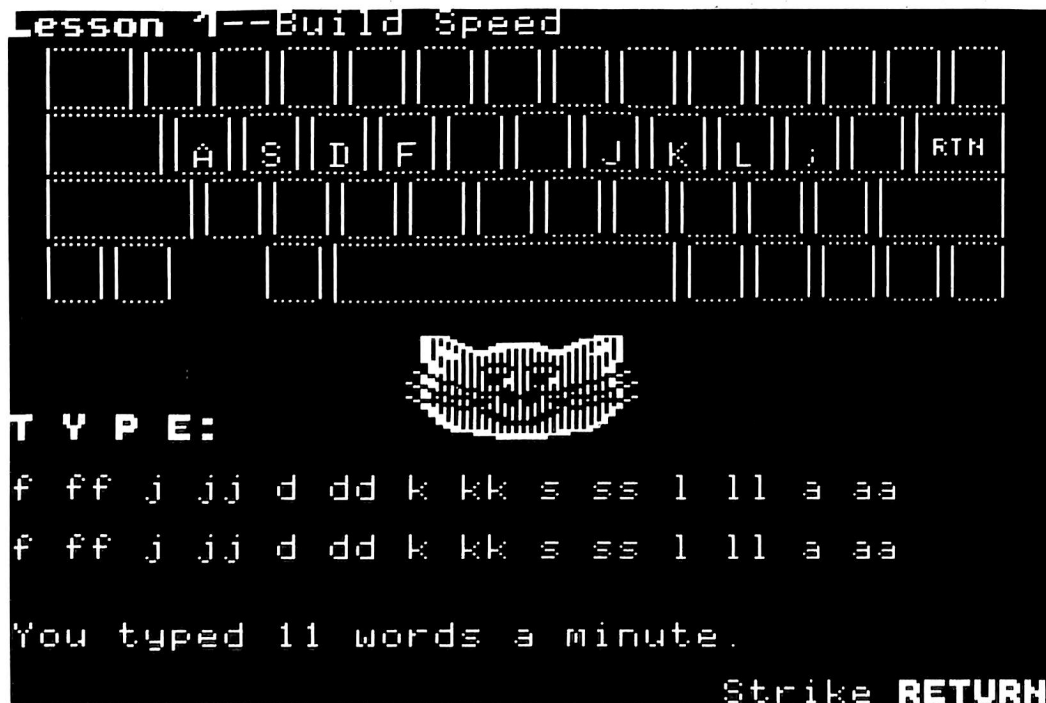 Lesson 1--Build Speed
A S D F J K L ; RTN
T Y P E:
f ff j jj d dd k kk s ss l ll a aa
f ff j jj d dd k kk s ss l ll a aa
You typed 11 words a minute.
Strike RETURN